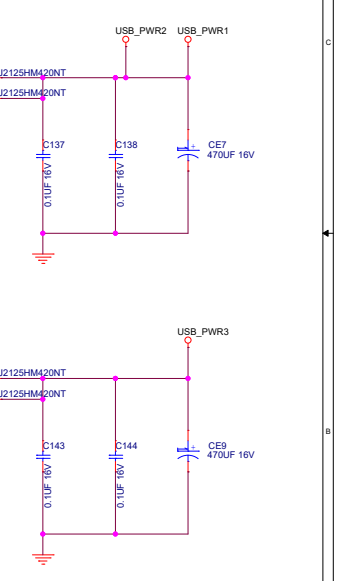 USB_PWR2 USB_PWR1
C
J2125HM420NT
J2125HM420NT
C137
C138
CE7
470UF 16V
0.1UF 16V
0.1UF 16V
USB_PWR3
J2125HM420NT
J2125HM420NT
B
C143
C144
CE9
470UF 16V
0.1UF 16V
0.1UF 16V